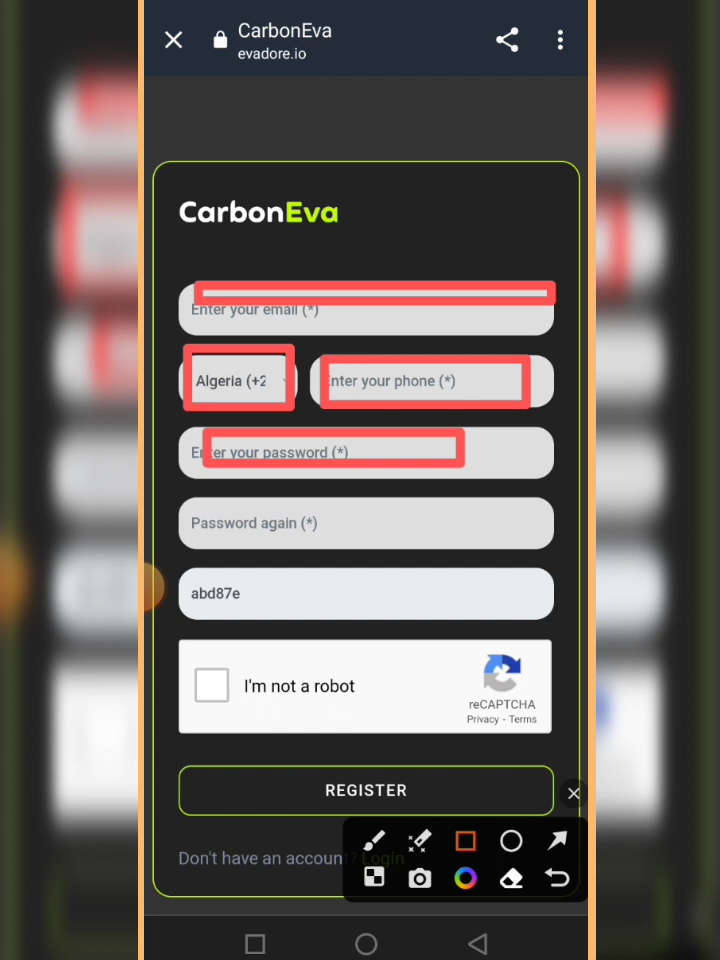 CarbonEva
evadore.io
CarbonEva
Enter your email (*)
Algeria (+2
Enter your phone (*)
Enter your password (*)
Password again (*)
abd87e
I'm not a robot
reCAPTCHA
Privacy - Terms
REGISTER
Don't have an account? Login